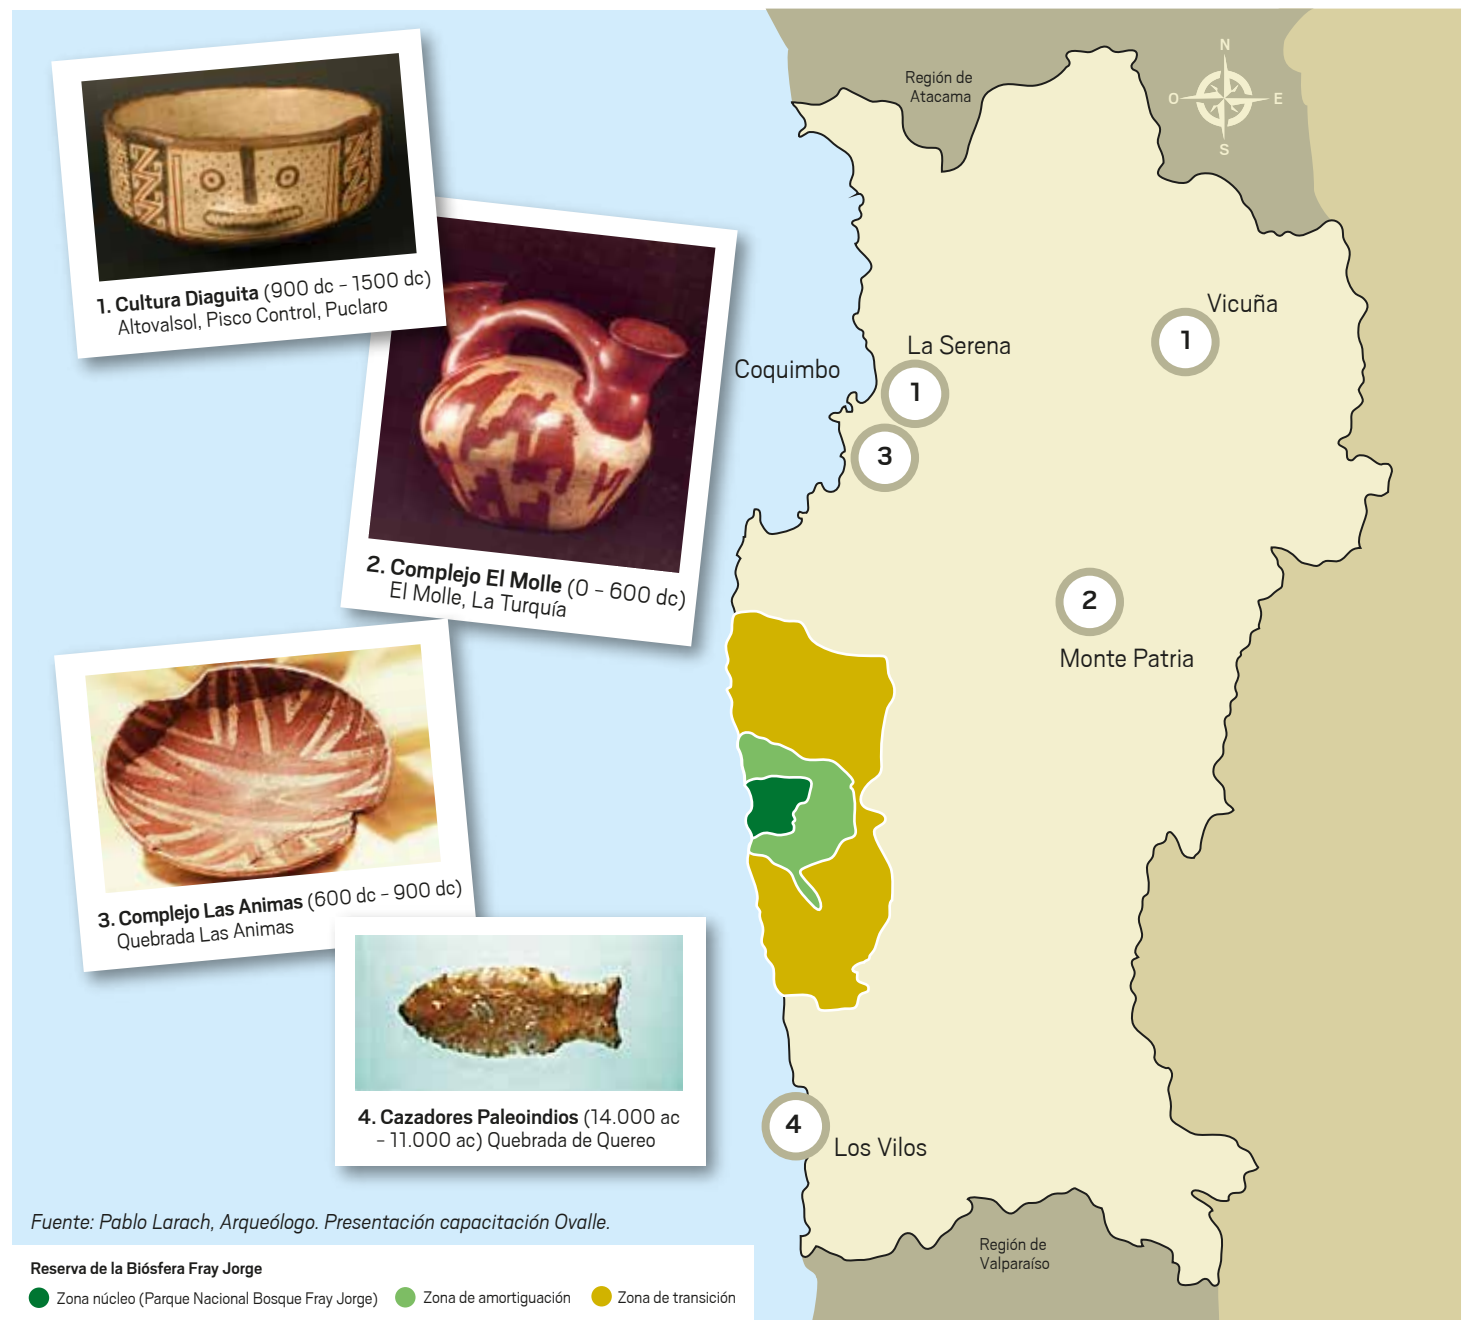 1. Cultura Diaguita (900 dc – 1500 dc)
Altovalsol, Pisco Control, Puclaro
2. Complejo El Molle (0 – 600 dc)
El Molle, La Turquía
3. Complejo Las Animas (600 dc – 900 dc)
Quebrada Las Animas
4. Cazadores Paleoindios (14.000 ac
– 11.000 ac) Quebrada de Quereo
Región de
Atacama
N
O
E
S
Vicuña
1
La Serena
Coquimbo
1
3
2
Monte Patria
4
Los Vilos
Región de
Valparaíso
Fuente: Pablo Larach, Arqueólogo. Presentación capacitación Ovalle.
Reserva de la Biósfera Fray Jorge
Zona núcleo (Parque Nacional Bosque Fray Jorge)
Zona de amortiguación
Zona de transición